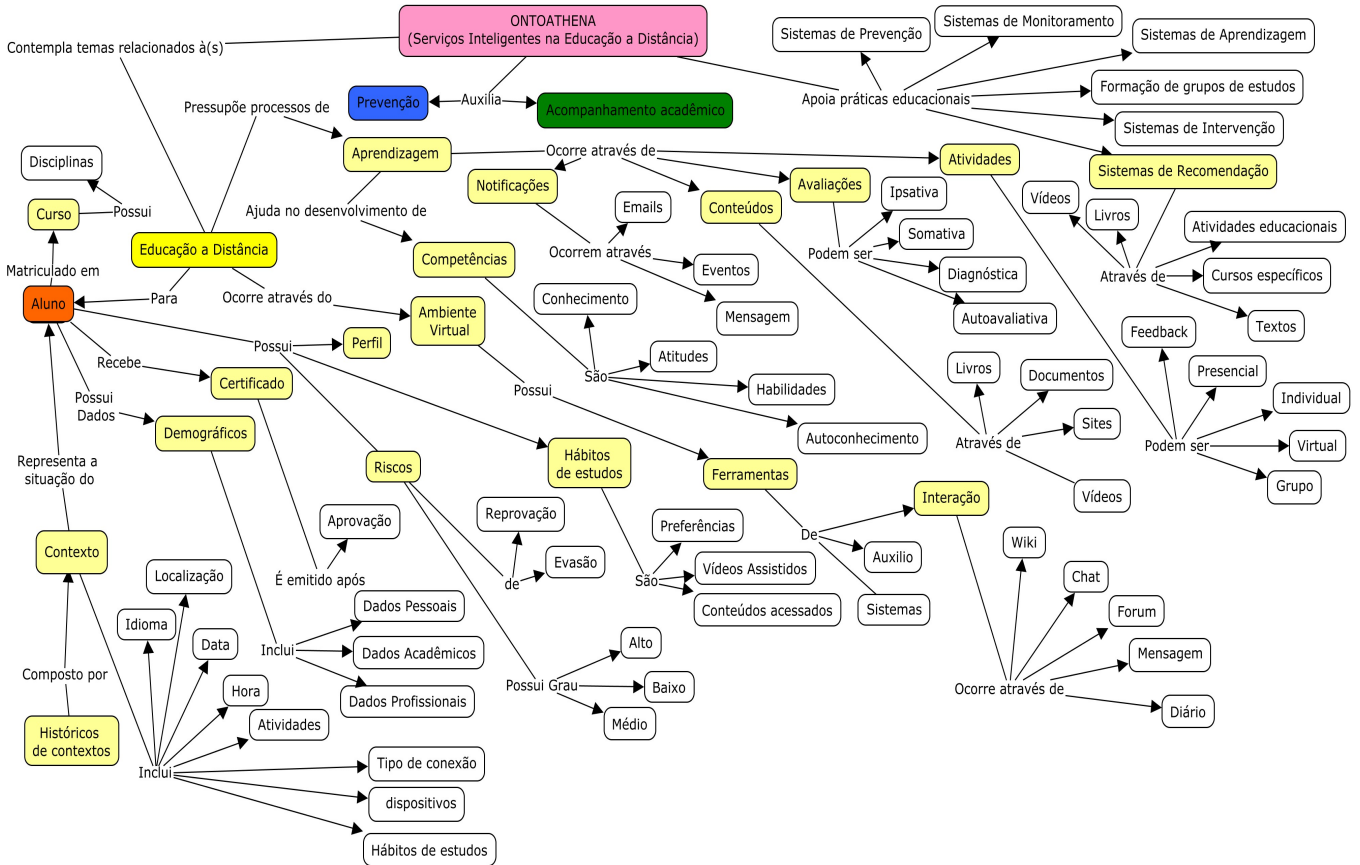 ONTOATHENA
(Serviços Inteligentes na Educação a Distância)
Contempla temas relacionados à(s)
Sistemas de Prevenção
Sistemas de Monitoramento
Sistemas de Aprendizagem
Formação de grupos de estudos
Apoia práticas educacionais
Sistemas de Intervenção
Sistemas de Recomendação
Pressupõe processos de
Prevenção
Auxilia
Acompanhamento acadêmico
Aprendizagem
Ocorre através de
Atividades
Notificações
Avaliações
Conteúdos
Disciplinas
Curso
Possui
Educação a Distância
Ajuda no desenvolvimento de
Competências
Emails
Ocorrem através
Eventos
Mensagem
Ipsativa
Somativa
Podem ser
Diagnóstica
Autoavaliativa
Vídeos
Livros
Atividades educacionais
Através de
Cursos específicos
Textos
Matriculado em
Aluno
Para
Ocorre através do
Ambiente
Virtual
Conhecimento
Atitudes
São
Habilidades
Autoconhecimento
Possui
Perfil
Recebe
Certificado
Possui
Dados
Demográficos
Possui
Livros
Documentos
Sites
Através de
Vídeos
Feedback
Presencial
Individual
Podem ser
Virtual
Grupo
Representa a
situação do
Riscos
Hábitos
de estudos
Ferramentas
Interação
De
Auxilio
Sistemas
Contexto
Aprovação
É emitido após
Reprovação
Evasão
de
Preferências
São
Vídeos Assistidos
Conteúdos acessados
Wiki
Chat
Forum
Mensagem
Ocorre através de
Diário
Localização
Idioma
Data
Hora
Atividades
Composto por
Históricos
de contextos
Inclui
Tipo de conexão
dispositivos
Hábitos de estudos
Dados Pessoais
Inclui
Dados Acadêmicos
Dados Profissionais
Alto
Possui Grau
Baixo
Médio